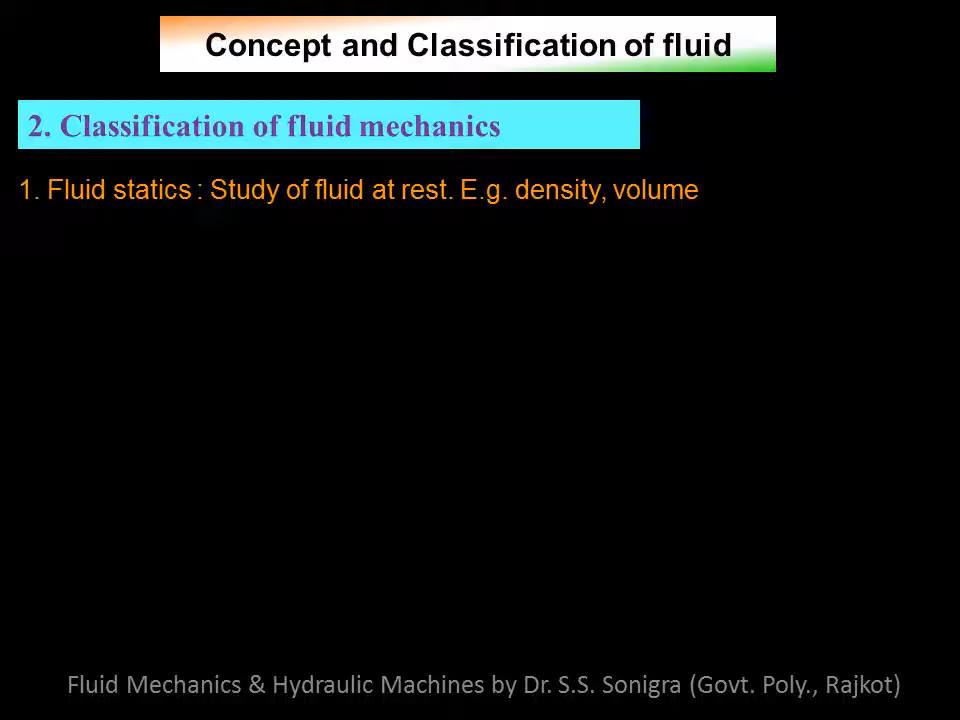 Concept and Classification of fluid
2. Classification of fluid mechanics
1. Fluid statics : Study of fluid at rest. E.g. density, volume
Fluid Mechanics & Hydraulic Machines by Dr. S.S. Sonigra (Govt. Poly., Rajkot)